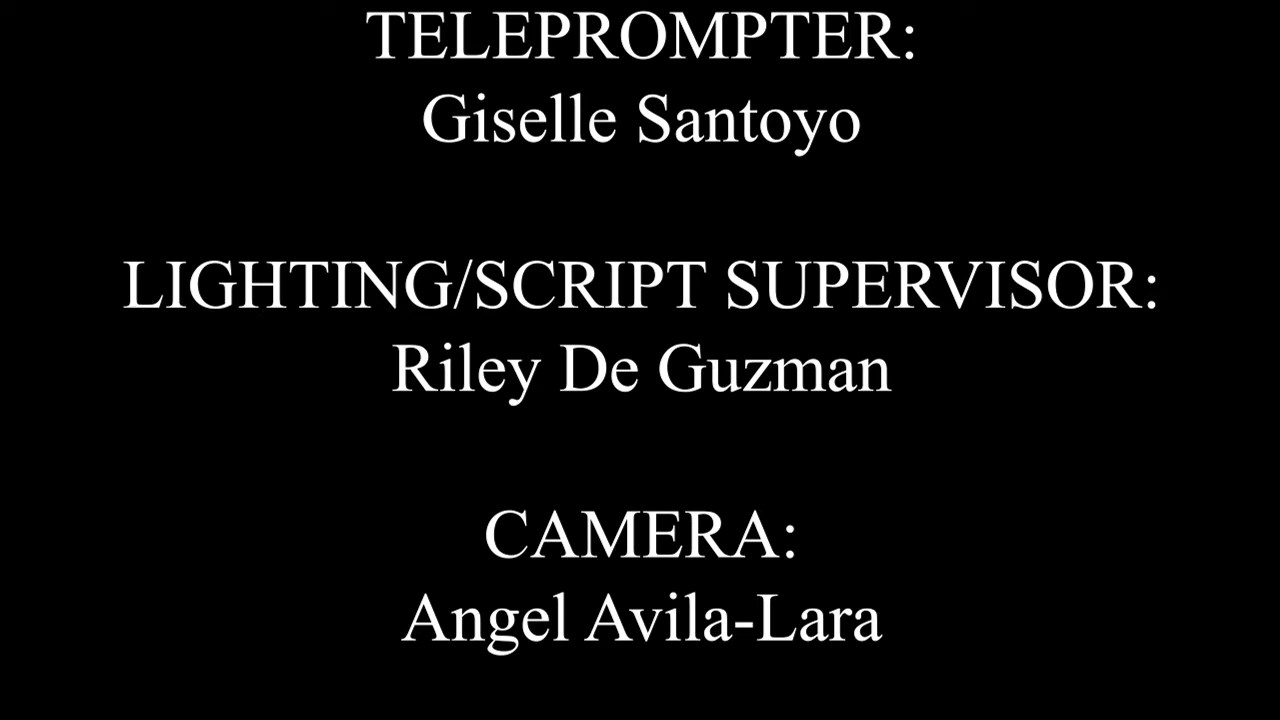 TELEPROMPTER:
Giselle Santoyo
LIGHTING/SCRIPT SUPERVISOR:
Riley De Guzman
CAMERA:
Angel Avila-Lara